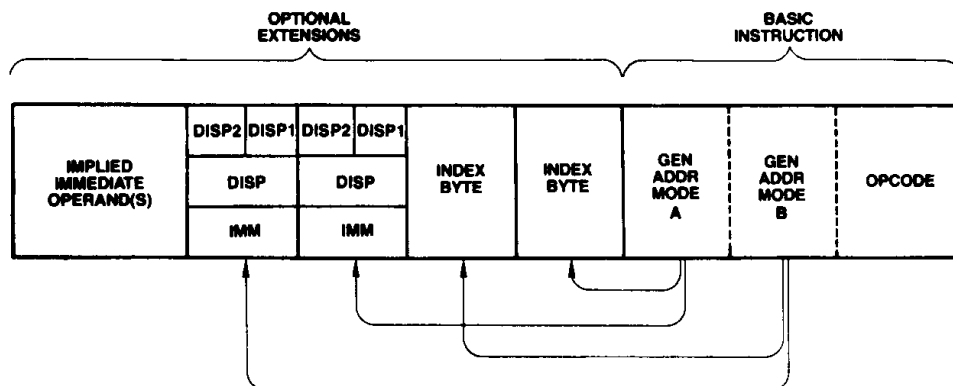 OPTIONAL
EXTENSIONS
BASIC
INSTRUCTION
IMPLIED
IMMEDIATE
OPERAND(S)
DISP2 DISP1
DISP
IMM
DISP2 DISP1
DISP
IMM
INDEX
BYTE
INDEX
BYTE
GEN
ADDR
MODE
A
GEN
ADDR
MODE
B
OPCODE